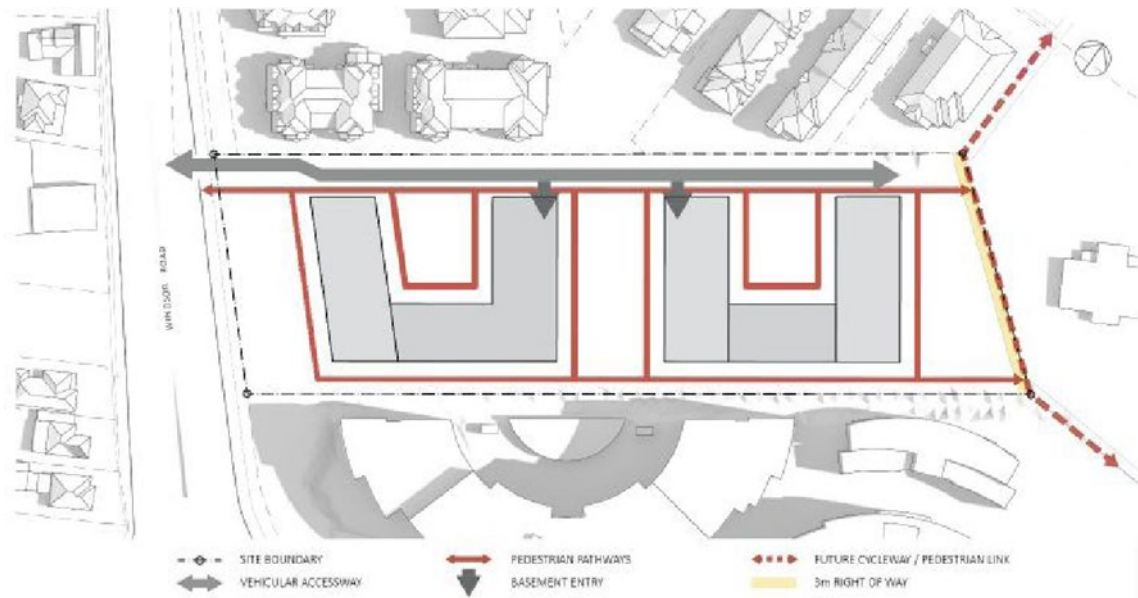 WINDSOR ROAD
SITE BOUNDARY
PEDESTRIAN PATHWAYS
FUTURE CYCLEWAY / PEDESTRIAN LINK
VEHICULAR ACCESSWAY
BASEMENT ENTRY
3m RIGHT OF WAY